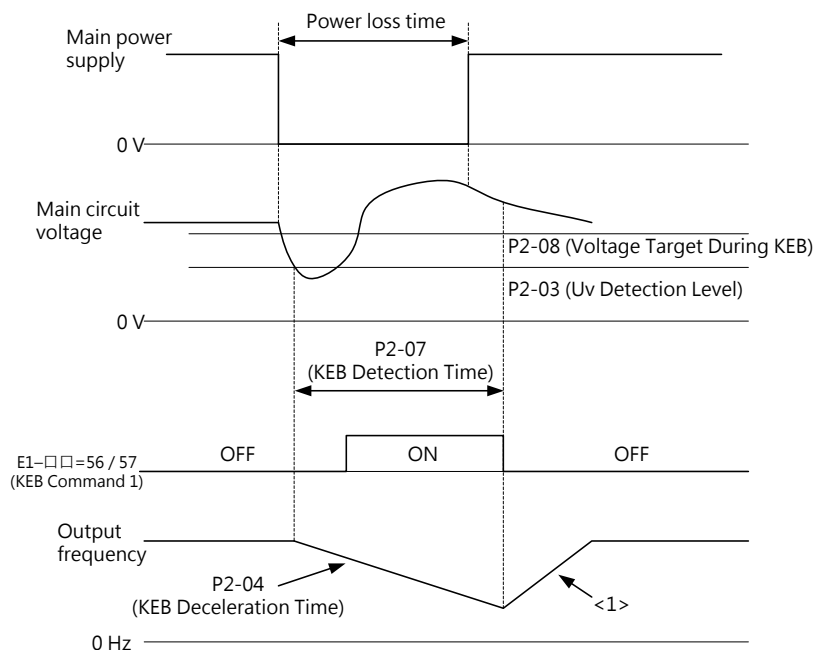 Power loss time
Main power
supply
0 V
Main circuit
voltage
P2-08 (Voltage Target During KEB)
P2-03 (Uv Detection Level)
0 V
P2-07
(KEB Detection Time)
E1–口口=56 / 57
(KEB Command 1)
OFF
ON
OFF
Output
frequency
P2-04
(KEB Deceleration Time)
<1>
0 Hz